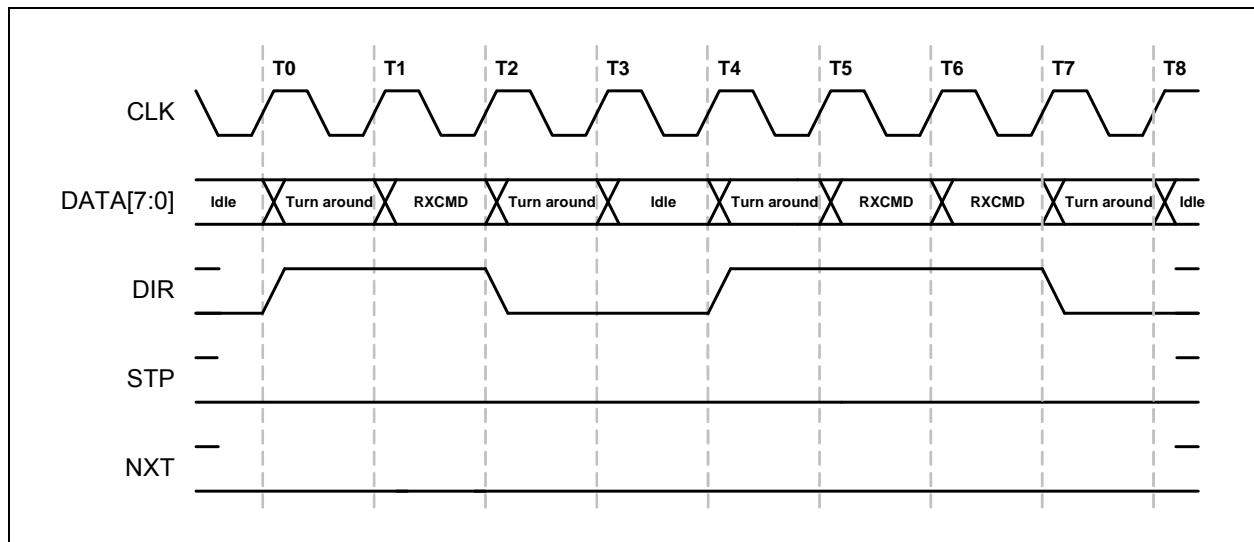 T0 T1 T2 T3 T4 T5 T6 T7 T8
CLK
DATA[7:0] Idle Turn around RXCMD Turn around Idle Turn around RXCMD RXCMD Turn around Idle
DIR
STP
NXT